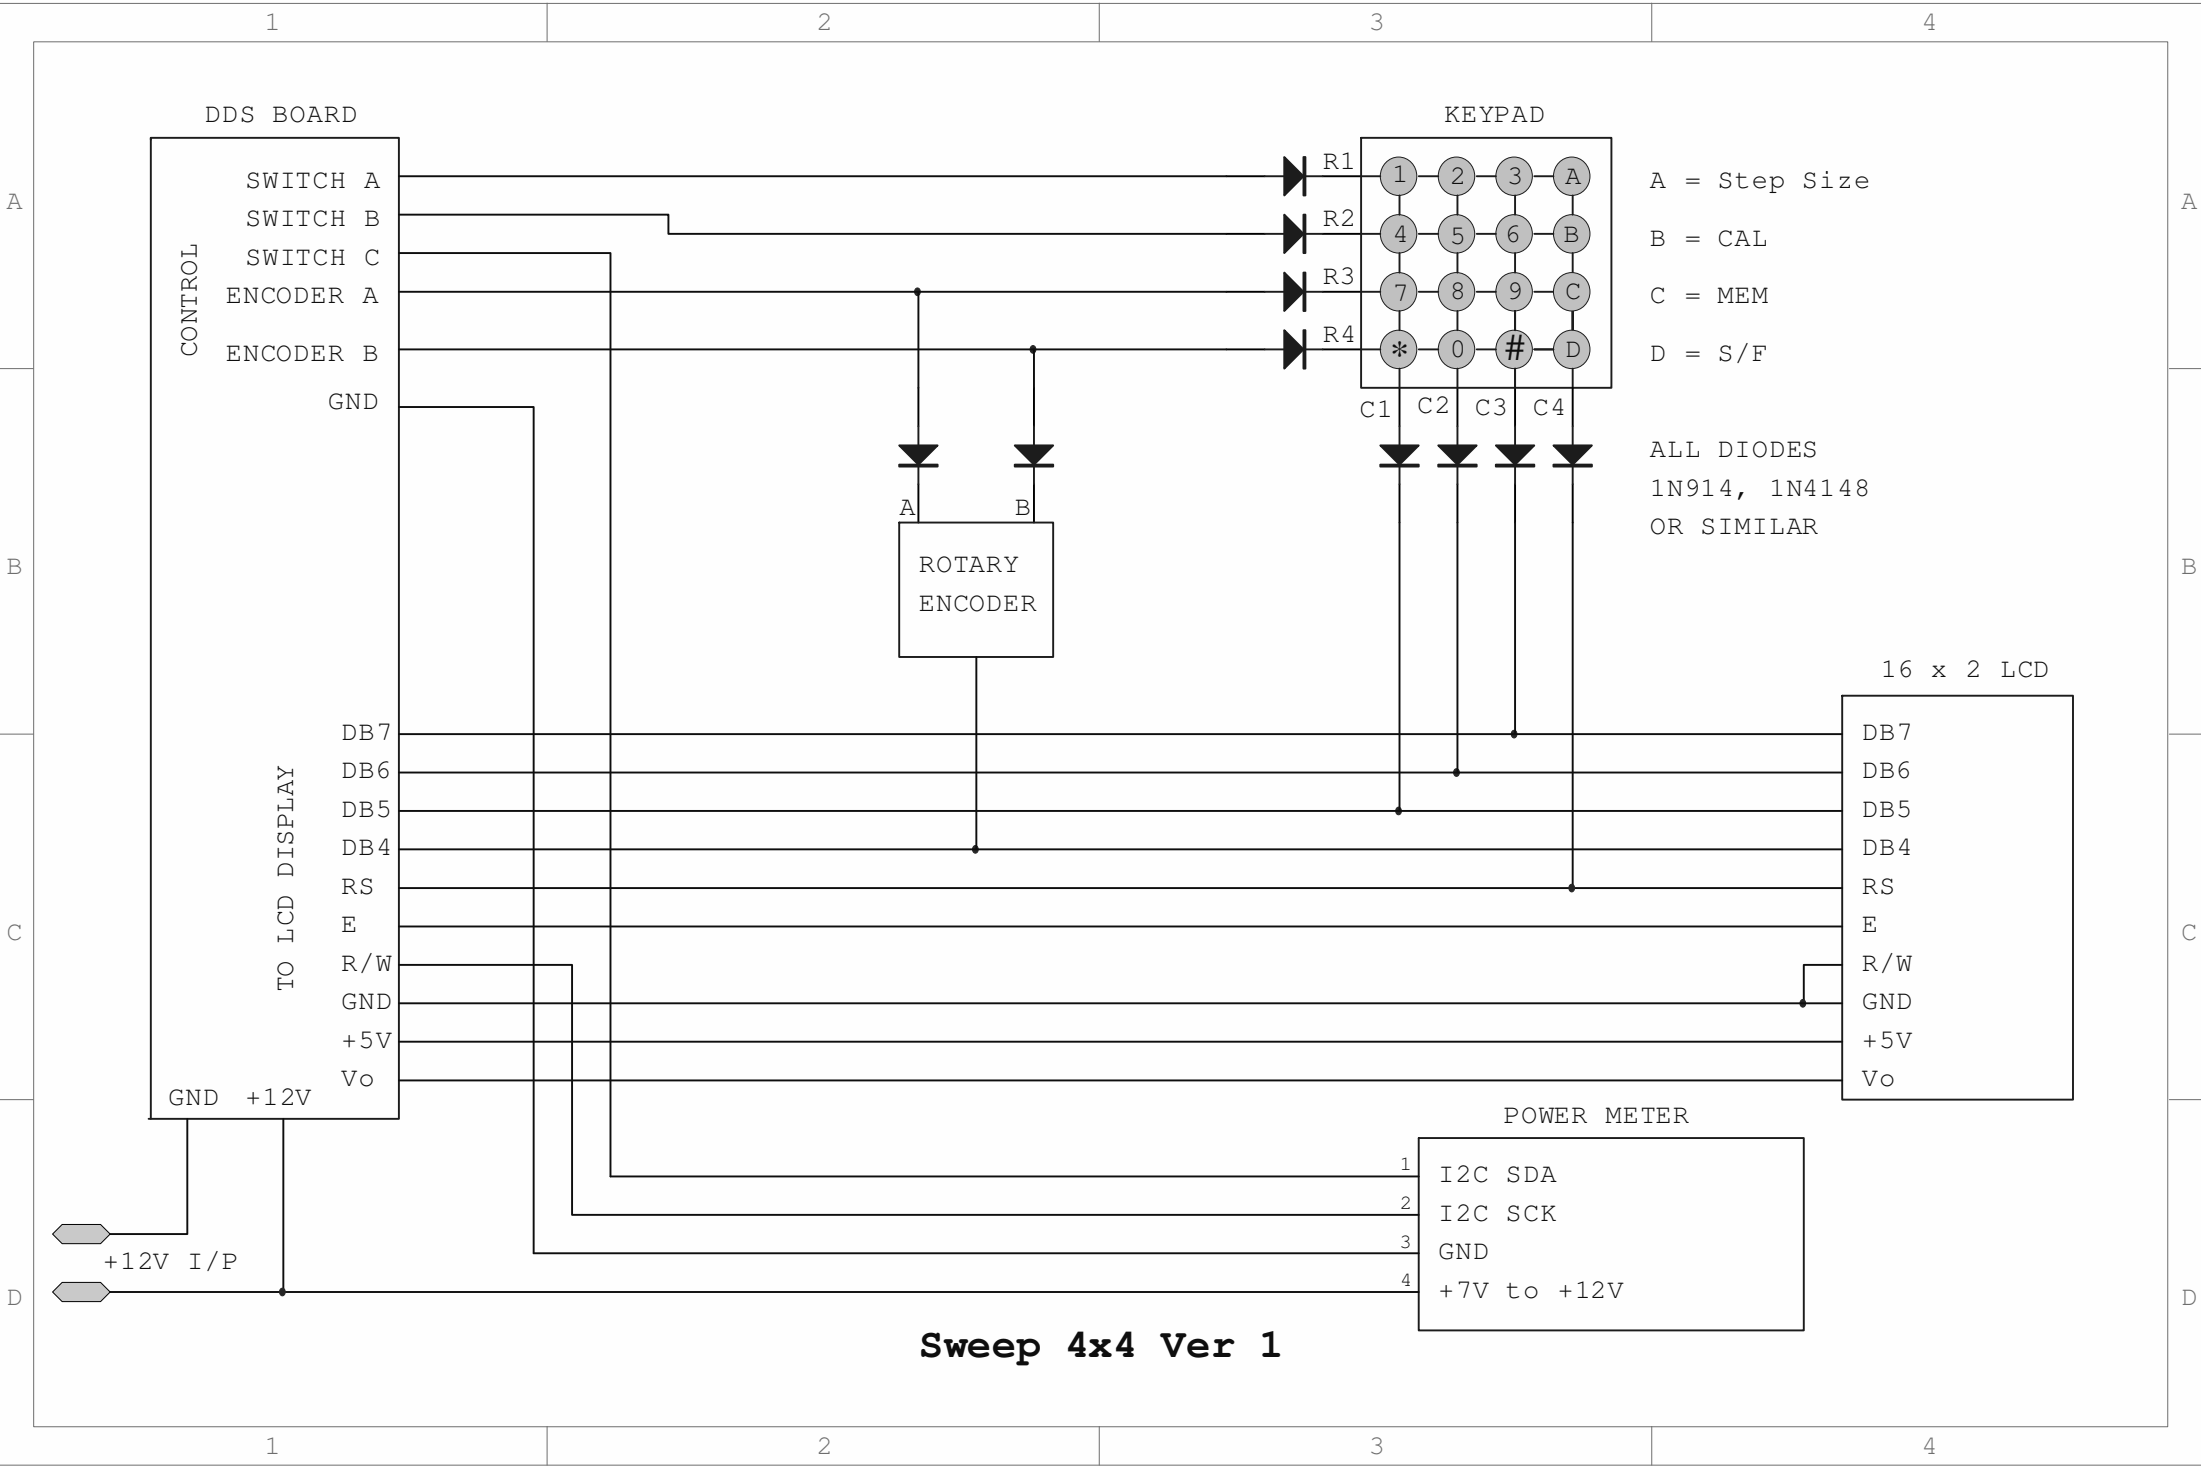 1 2 3 4
DDS BOARD
KEYPAD
CONTROL
SWITCH A
SWITCH B
SWITCH C
ENCODER A
ENCODER B
GND
R1
R2
R3
R4
1 2 3 A
4 5 6 B
7 8 9 C
* 0 # D
A = Step Size
B = CAL
C = MEM
D = S/F
C1 C2 C3 C4
ALL DIODES
1N914, 1N4148
OR SIMILAR
A B
ROTARY
ENCODER
A
A
B
B
C
C
D
D
TO LCD DISPLAY
DB7
DB6
DB5
DB4
RS
E
R/W
GND
+5V
Vo
GND +12V
16 x 2 LCD
DB7
DB6
DB5
DB4
RS
E
R/W
GND
+5V
Vo
+12V I/P
POWER METER
1 I2C SDA
2 I2C SCK
3 GND
4 +7V to +12V
Sweep 4x4 Ver 1
1 2 3 4